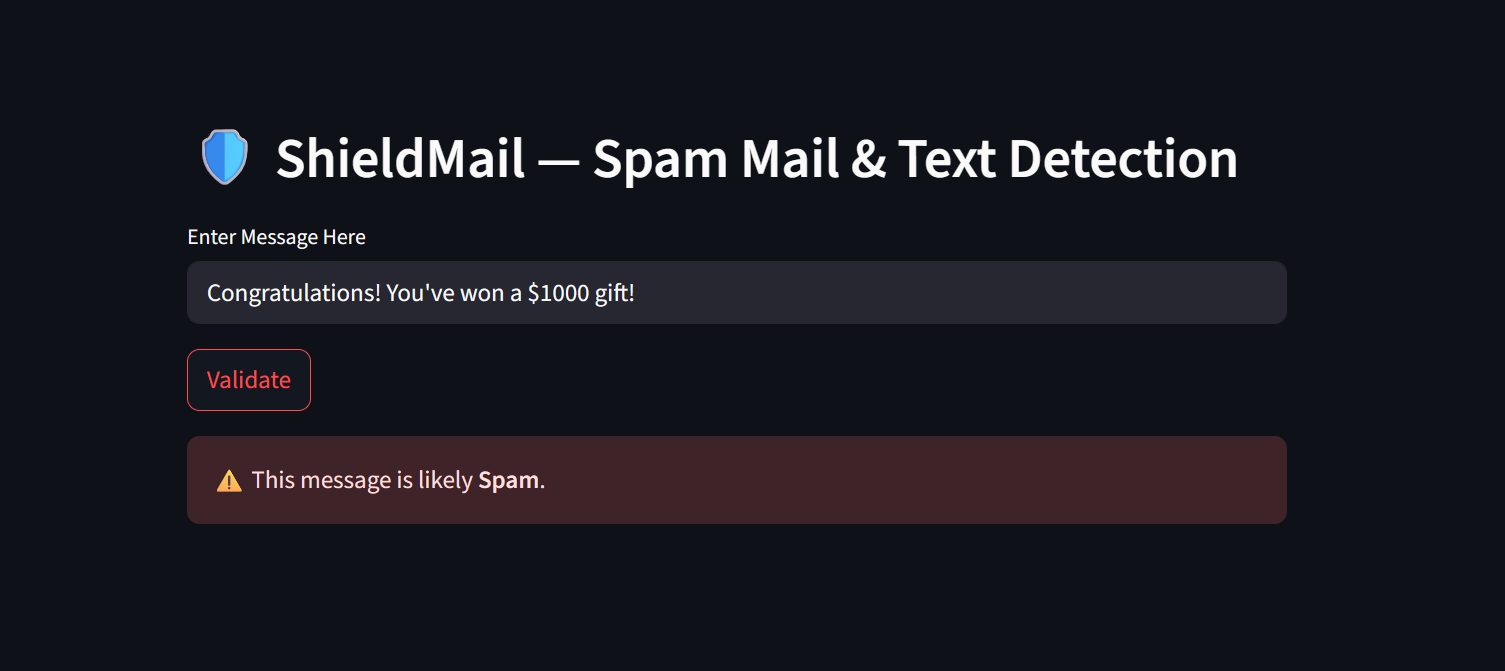 ShieldMail — Spam Mail & Text Detection
Enter Message Here
Congratulations! You've won a $1000 gift!
Validate
This message is likely Spam.